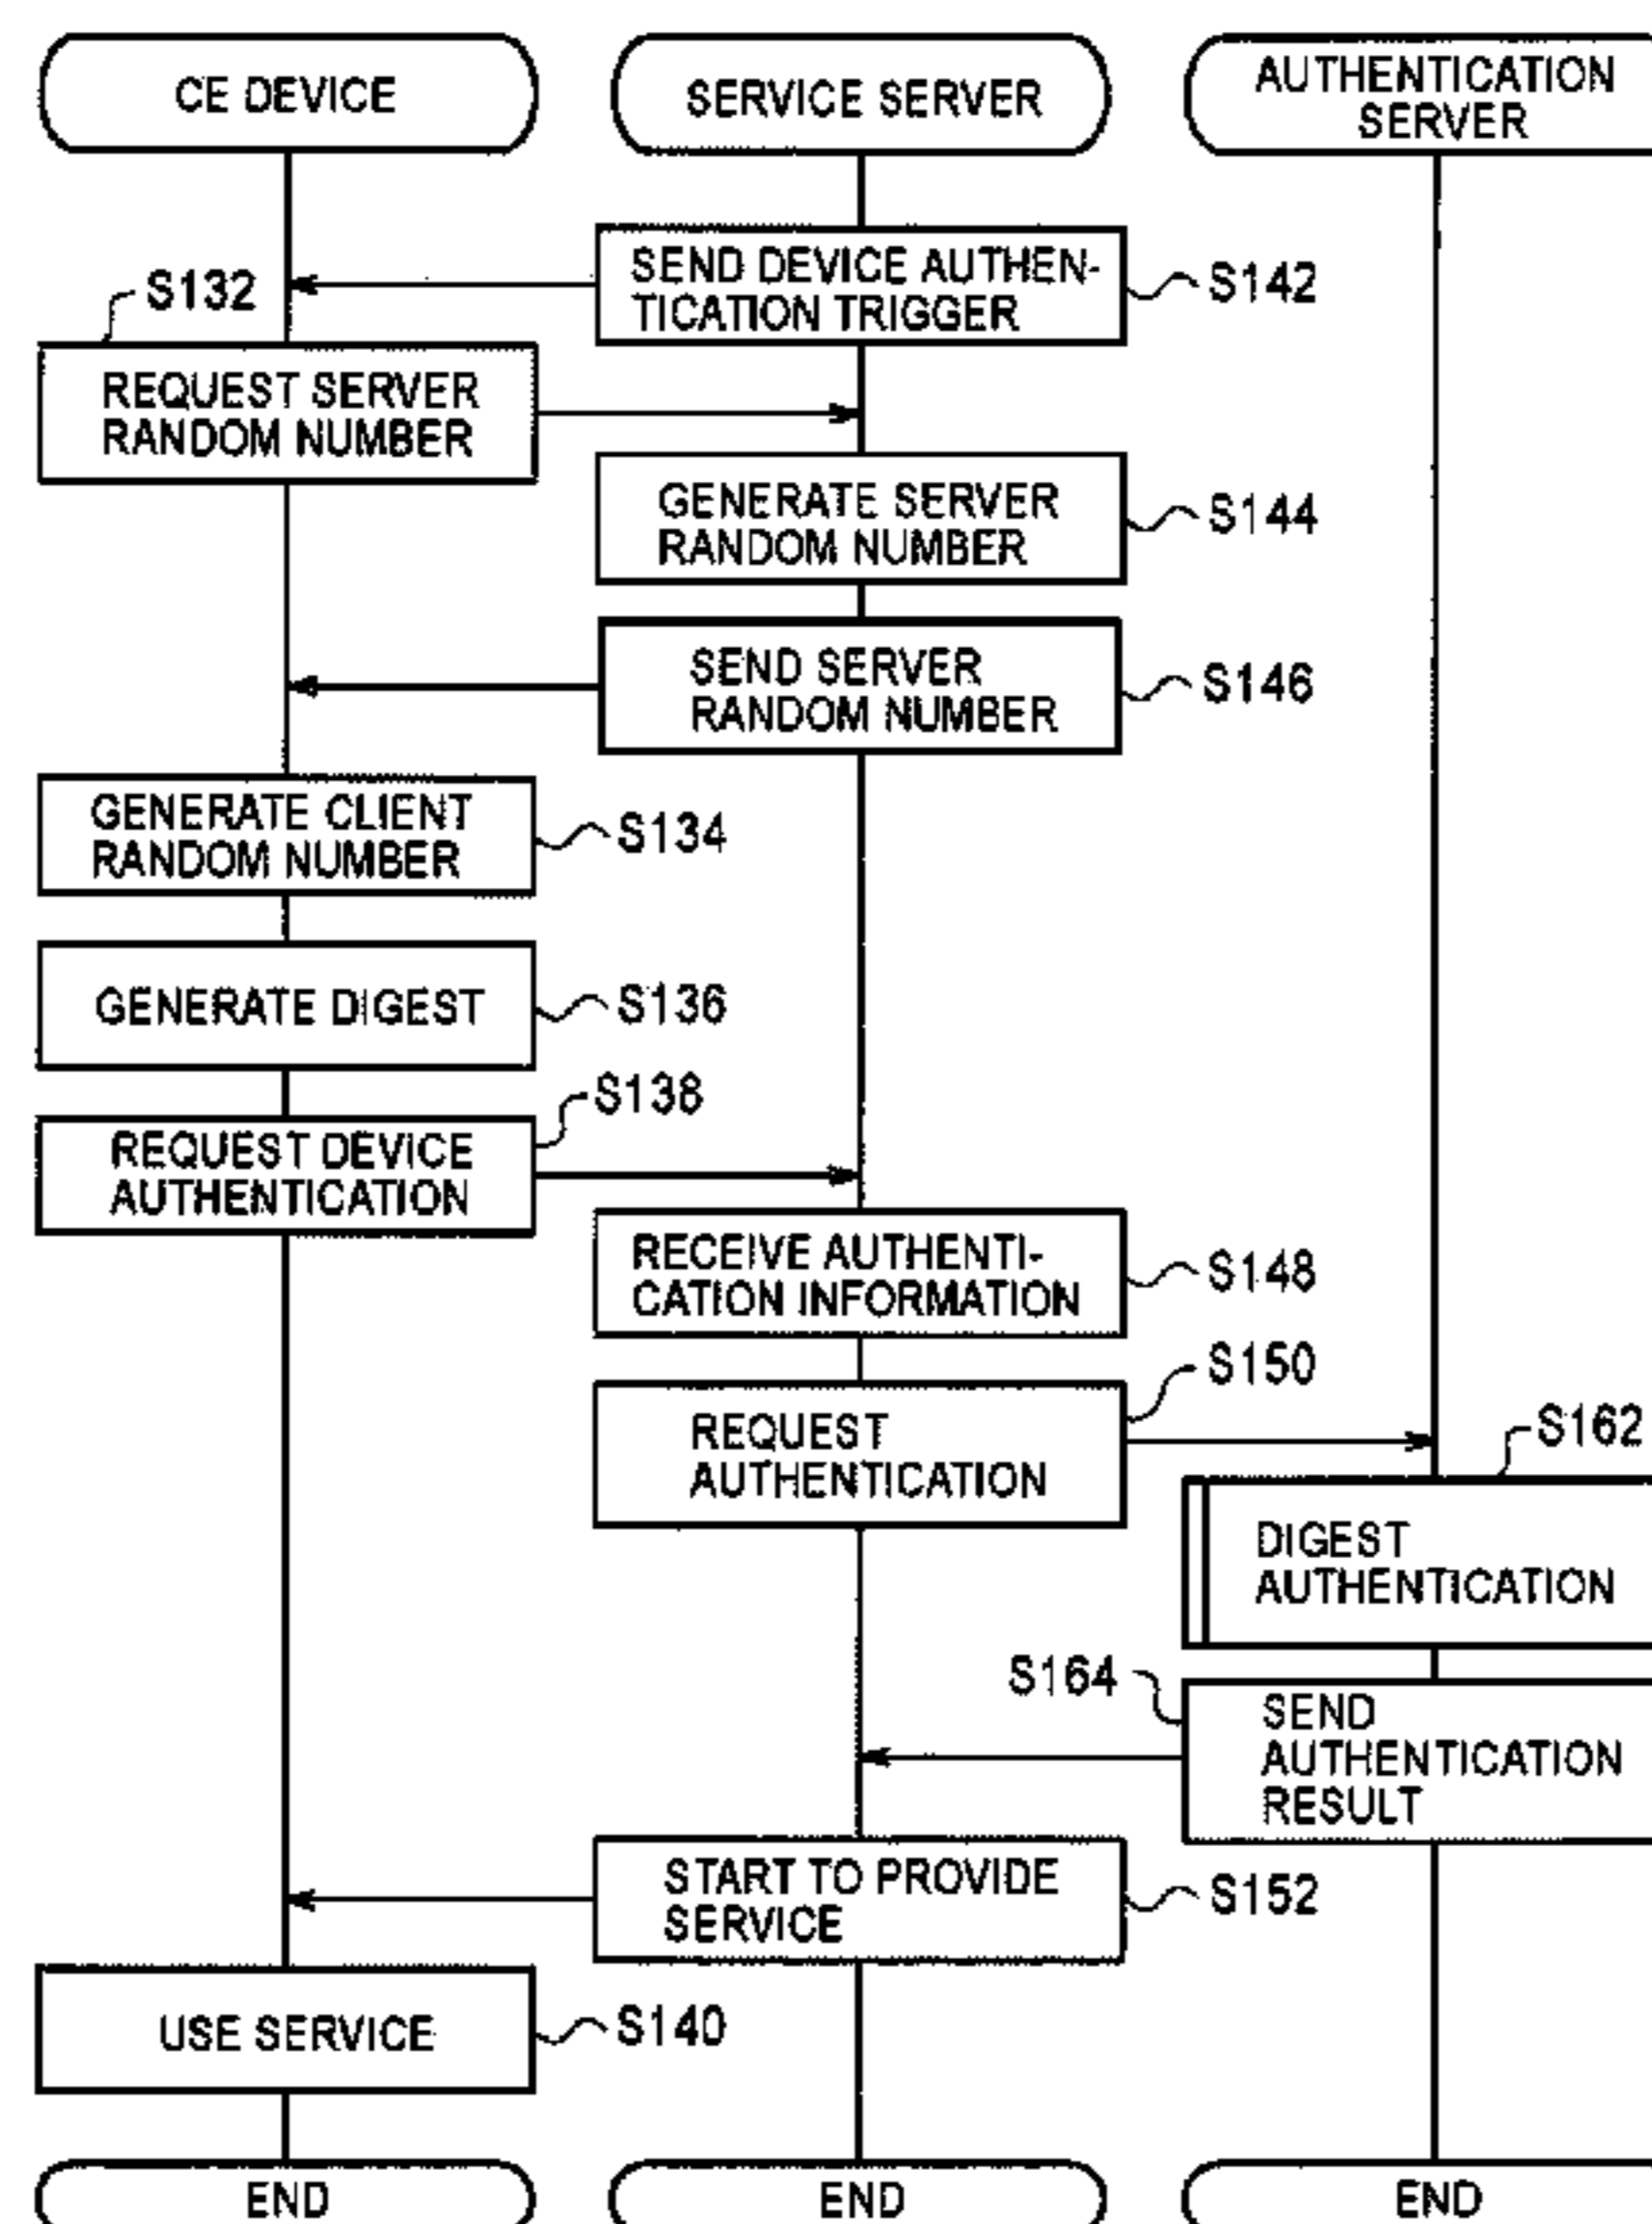 CE DEVICE
SERVICE SERVER
AUTHENTICATION
SERVER
SEND DEVICE AUTHEN-
TICATION TRIGGER
S142
S132
REQUEST SERVER
RANDOM NUMBER
GENERATE SERVER
RANDOM NUMBER
S144
SEND SERVER
RANDOM NUMBER
S146
GENERATE CLIENT
RANDOM NUMBER
S134
GENERATE DIGEST
S136
S138
REQUEST DEVICE
AUTHENTICATION
RECEIVE AUTHENTI-
CATION INFORMATION
S148
S150
REQUEST
AUTHENTICATION
S162
DIGEST
AUTHENTICATION
S164
SEND
AUTHENTICATION
RESULT
START TO PROVIDE
SERVICE
S152
USE SERVICE
S140
END
END
END